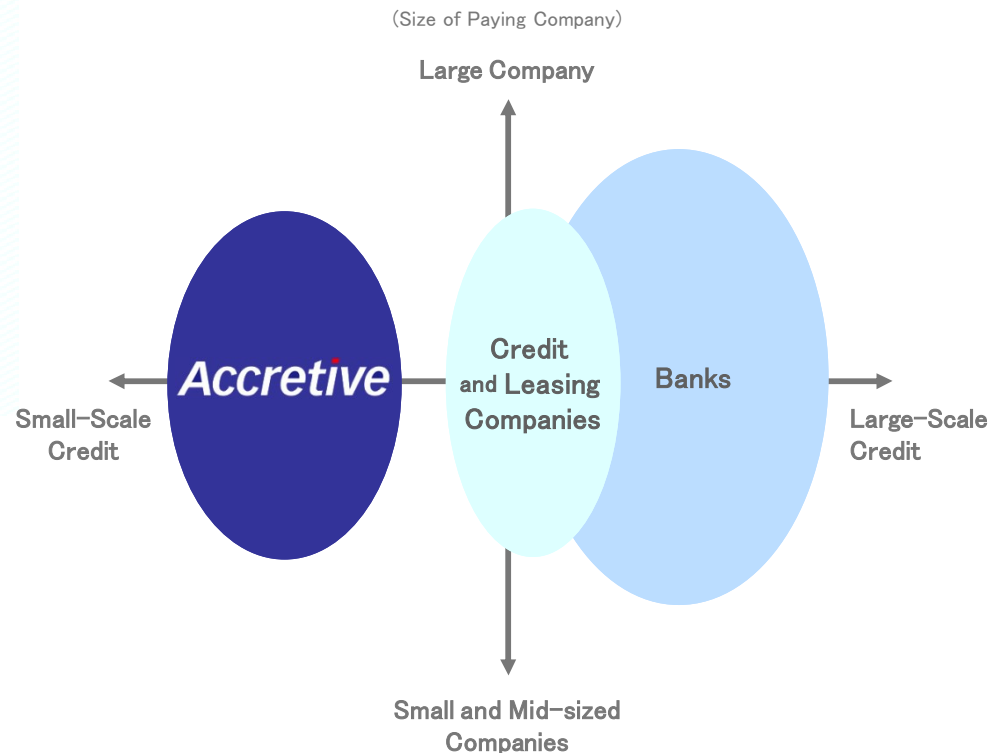 (Size of Paying Company)
Large Company
Accretive
Credit
and Leasing
Companies
Banks
Small-Scale
Credit
Large-Scale
Credit
Small and Mid-sized
Companies